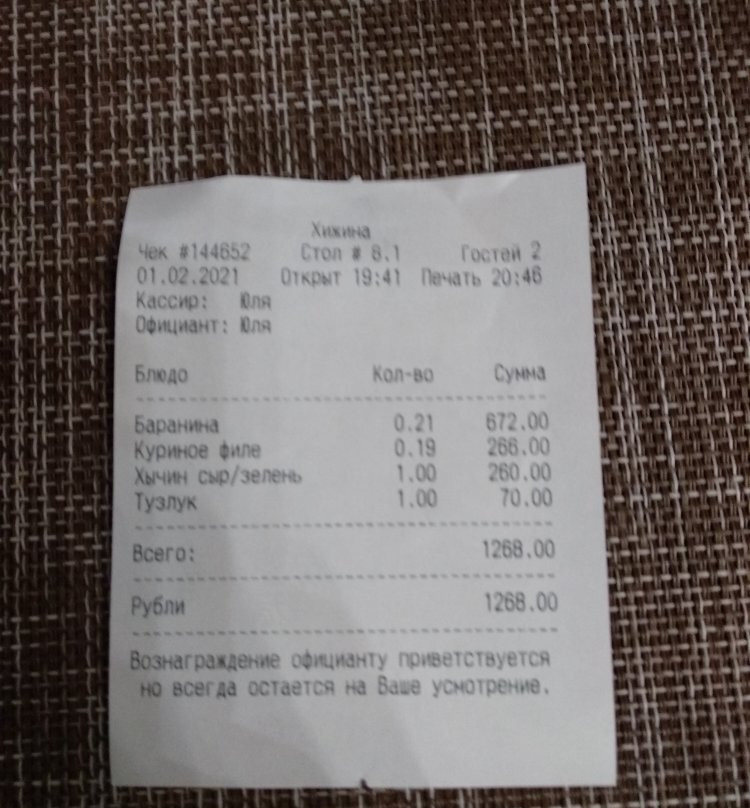 Хижина
Чек #144652 Стол # 8.1 Гостей 2
01.02.2021 Открыт 19:41 Печать 20:46
Кассир: Юля
Официант: Юля
Блюдо Кол-во Сумма
Баранина 0.21 672.00
Куриное филе 0.19 266.00
Хычин сыр/зелень 1.00 260.00
Тузлук 1.00 70.00
Всего: 1268.00
Рубли 1268.00
Вознаграждение официанту приветствуется
но всегда остается на Ваше усмотрение.